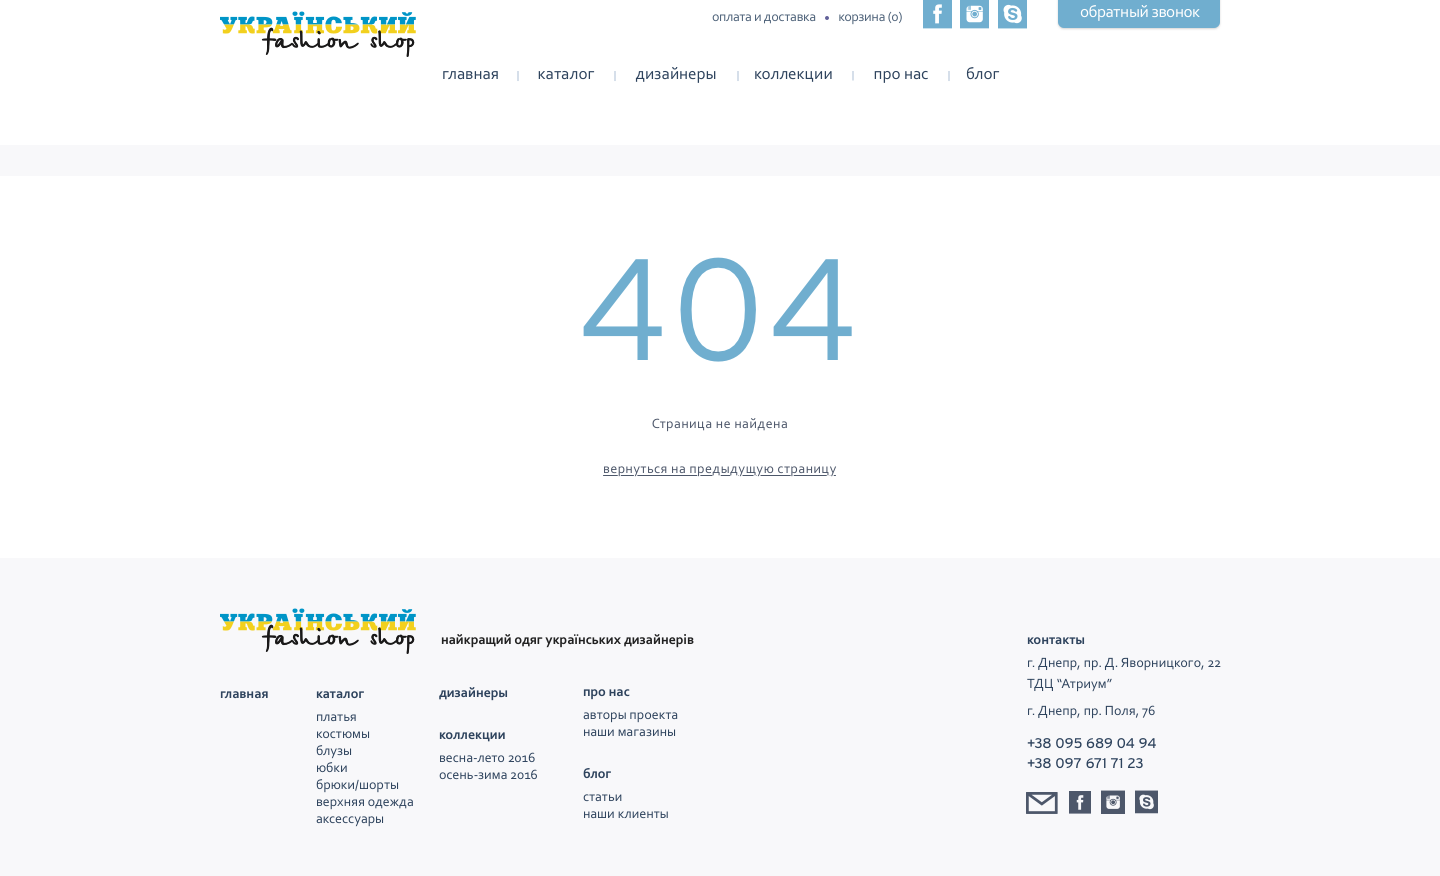 УКРАЇНСЬКИЙ
fashion shop
оплата и доставка • корзина (0)
обратный звонок
главная | каталог | дизайнеры | коллекции | про нас | блог
404
Страница не найдена
вернуться на предыдущую страницу
УКРАЇНСЬКИЙ
fashion shop
найкращий одяг українських дизайнерів
главная
каталог
платья
костюмы
блузы
юбки
брюки/шорты
верхняя одежда
аксессуары
дизайнеры
коллекции
весна-лето 2016
осень-зима 2016
про нас
авторы проекта
наши магазины
блог
статьи
наши клиенты
контакты
г. Днепр, пр. Д. Яворницкого, 22
ТДЦ “Атриум”
г. Днепр, пр. Поля, 76
+38 095 689 04 94
+38 097 671 71 23